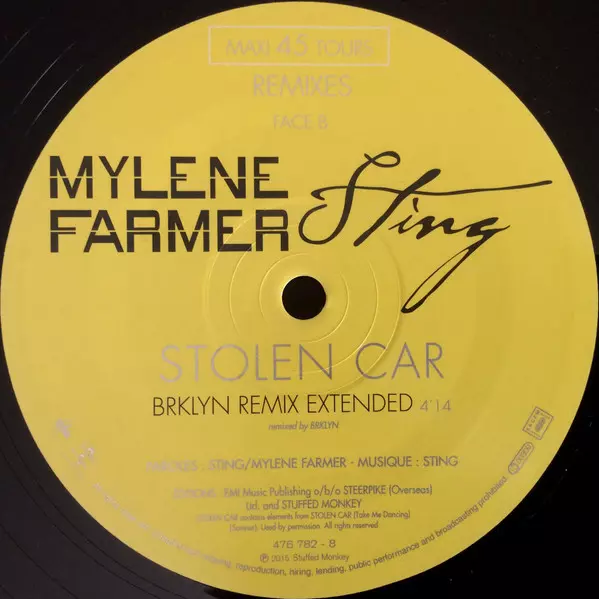 MAXI 45 TOURS
REMIXES
FACE B
MYLENE
FARMER
Sting
STOLEN CAR
BRKLYN REMIX EXTENDED 4'14
remixed by BRKLYN
PAROLES : STING/MYLENE FARMER - MUSIQUE : STING
EDITIONS : EMI Music Publishing o/b/o STEERPIKE (Overseas)
Ltd. and STUFFED MONKEY
STOLEN CAR contains elements from STOLEN CAR (Take Me Dancing)
Used by permission. All rights reserved
476 782 - 8
℗ 2015 Stuffed Monkey
reproduction, hiring, lending, public performance and broadcasting prohibited